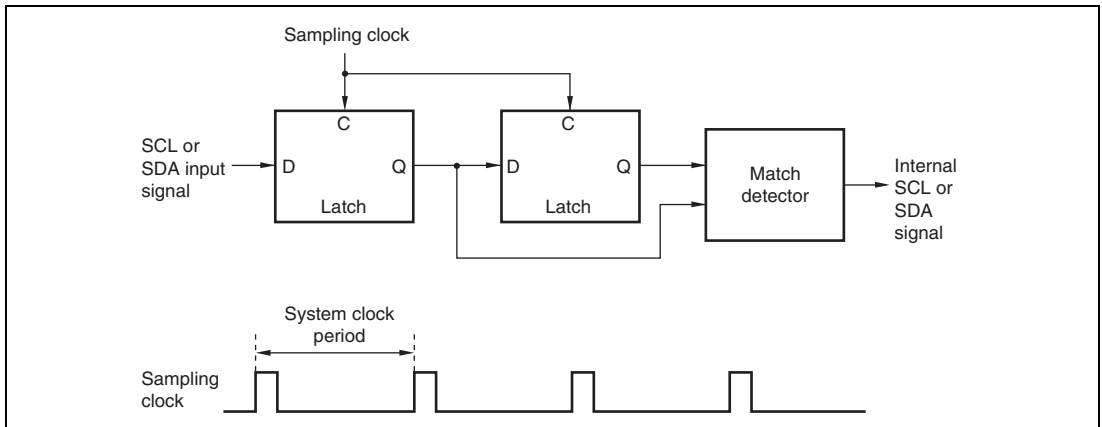 Sampling clock
C
C
SCL or
SDA input
signal
D
Q
Latch
D
Q
Latch
Match
detector
Internal
SCL or
SDA
signal
System clock
period
Sampling
clock